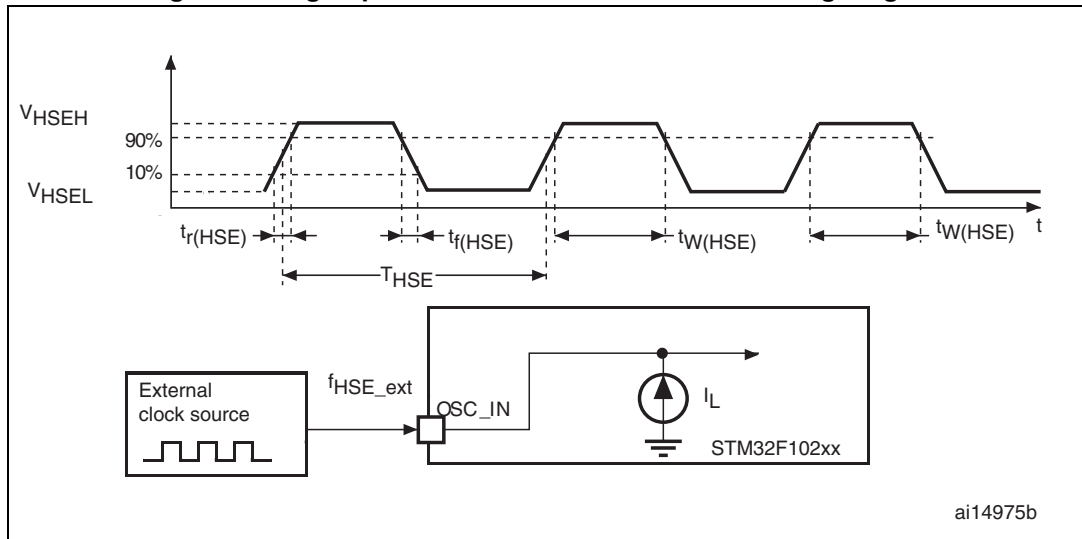 VHSEH
90%
10%
VHSEL
tr(HSE)
tf(HSE)
tW(HSE)
tW(HSE)
t
THSE
External
clock source
fHSE_ext
OSC_IN
IL
STM32F102xx
ai14975b